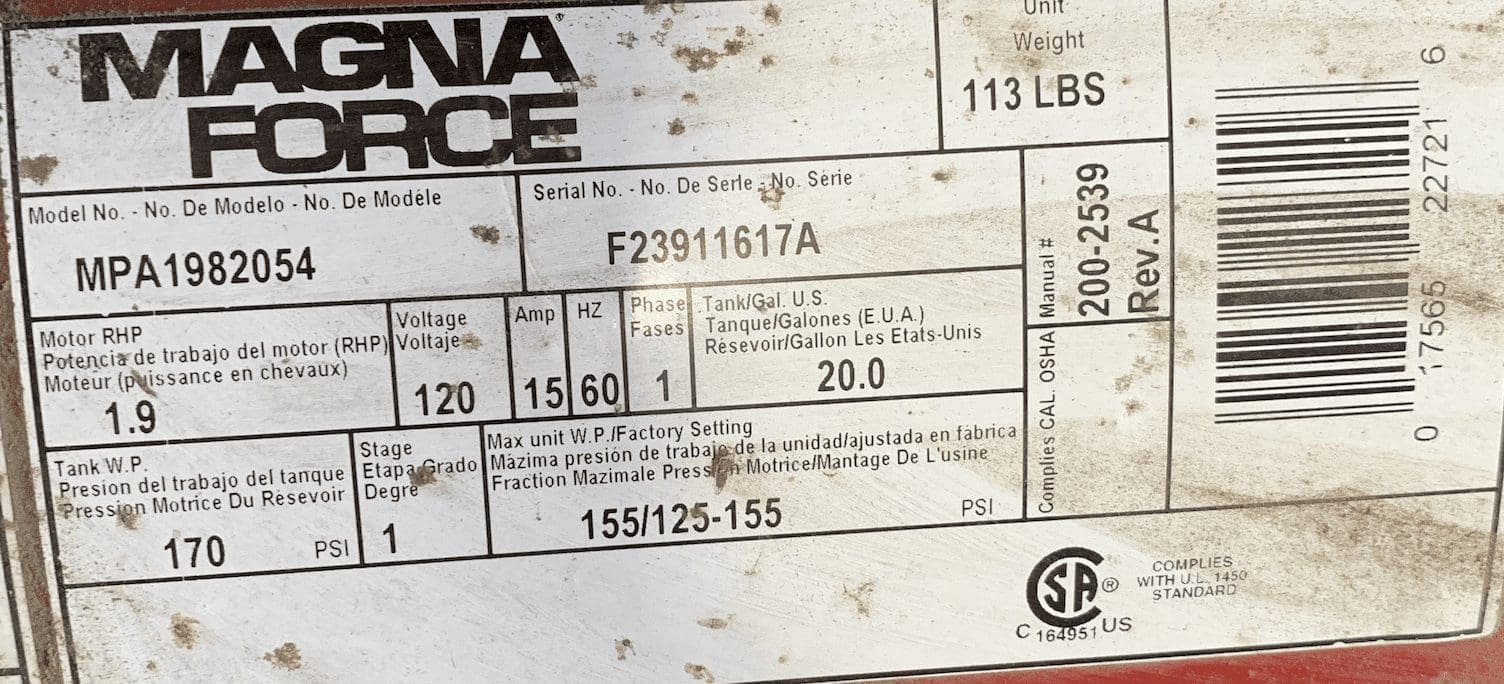 MAGNA
FORCE
Unit
Weight
113 LBS
Model No. - No. De Modelo - No. De Modéle
MPA1982054
Serial No. - No. De Serie - No. Série
F23911617A
Manual #
200-2539
Rev.A
Complies CAL. OSHA
Motor RHP
Potencia de trabajo del motor (RHP)
Moteur (puissance en chevaux)
1.9
Voltage
Voltaje
120
Amp
15
HZ
60
Phase
Fases
1
Tank/Gal. U.S.
Tanque/Galones (E.U.A.)
Résevoir/Gallon Les Etats-Unis
20.0
Tank W.P.
Presion del trabajo del tanque
Pression Motrice Du Résevoir
170 PSI
Stage
Etapa Grado
Degre
1
Max unit W.P./Factory Setting
Mázima presión de trabajo de la unidad/ajustada en fábrica
Fraction Mazimale Pression Motrice/Mantage De L'usine
155/125-155 PSI
0 17565 22721 6
CSA ®
C 164951 US
COMPLIES
WITH U.L. 1450
STANDARD